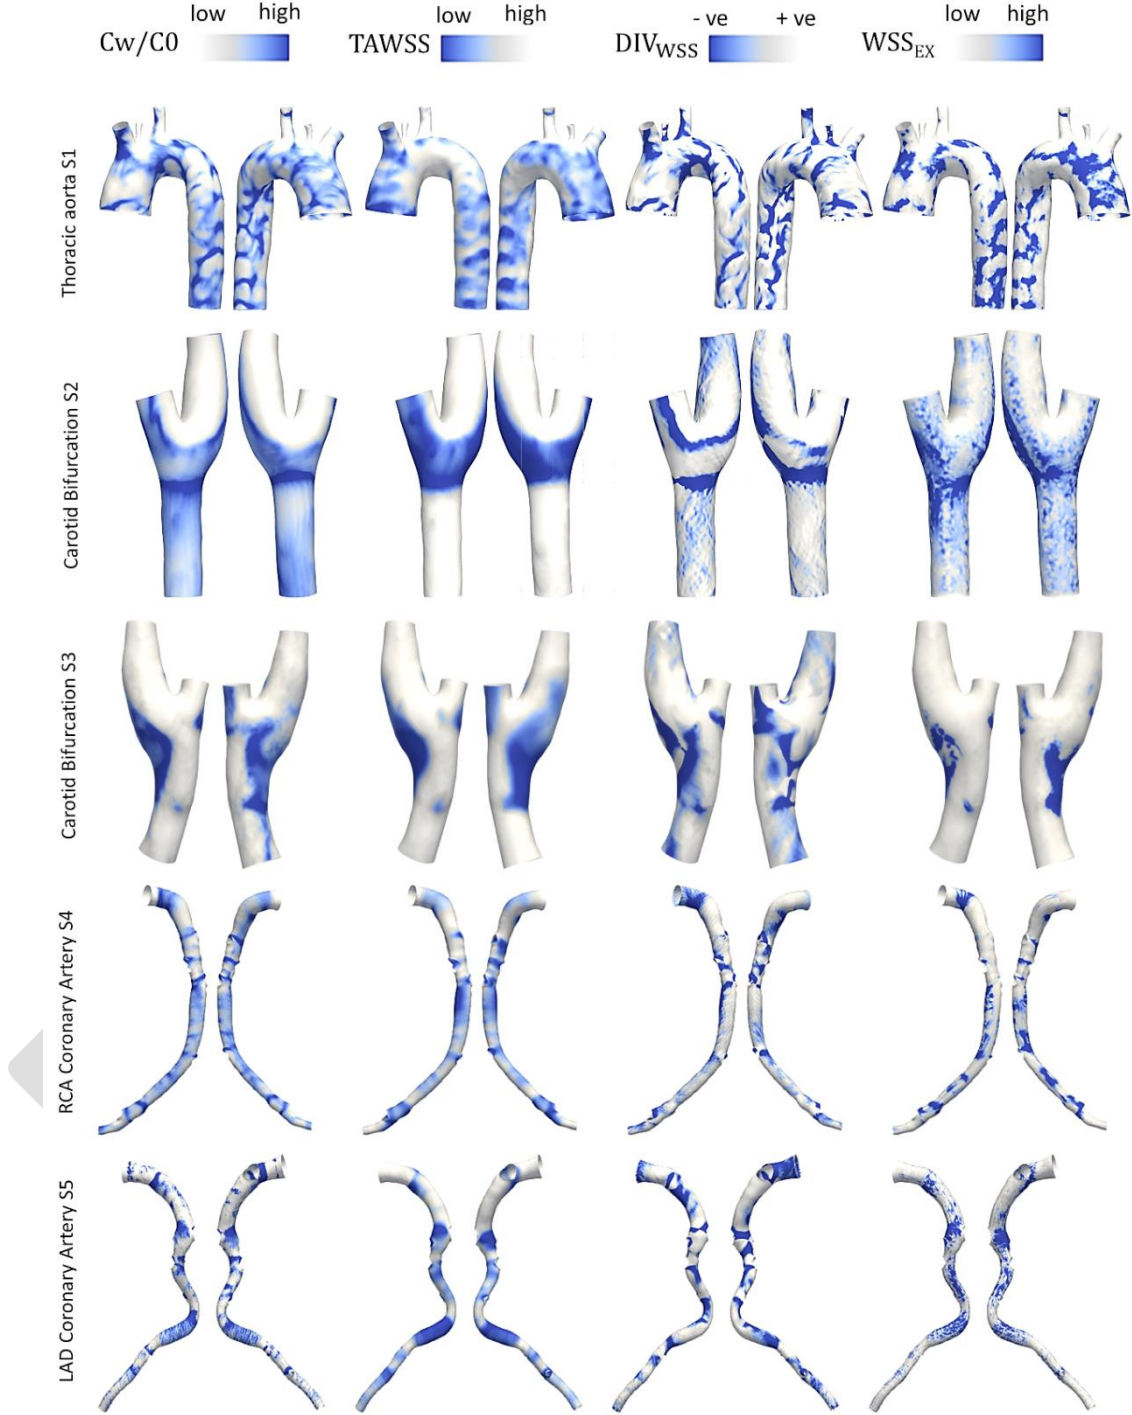 low high low high - ve + ve low high
Cw/C0 TAWSS DIVWSS WSSEX
Thoracic aorta S1
Carotid Bifurcation S2
Carotid Bifurcation S3
RCA Coronary Artery S4
LAD Coronary Artery S5